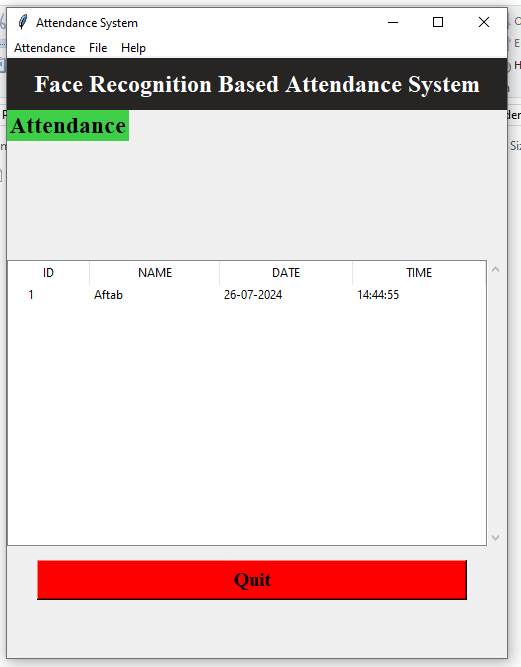 Attendance System
Attendance File Help
Face Recognition Based Attendance System
Attendance
ID NAME DATE TIME
1 Aftab 26-07-2024 14:44:55
Quit